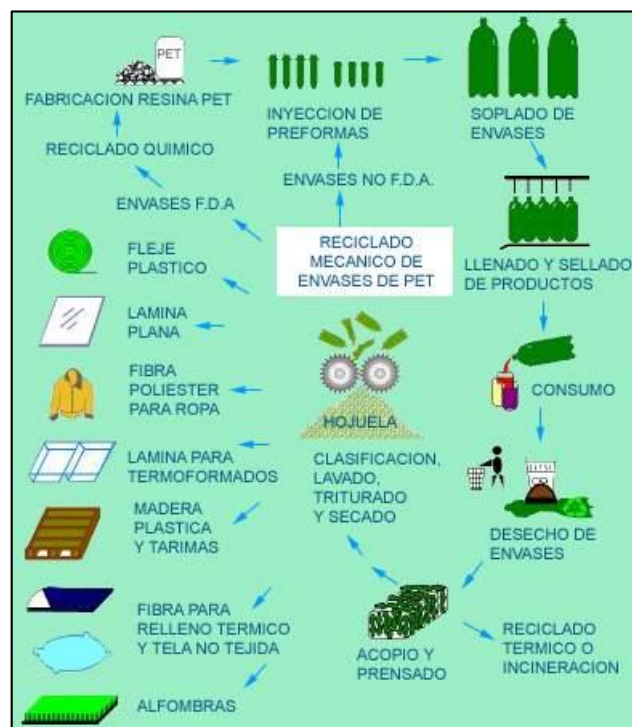 PET
FABRICACION RESINA PET
INYECCION DE
PREFORMAS
SOPLADO DE
ENVASES
RECICLADO QUIMICO
ENVASES NO F.D.A.
ENVASES F.D.A
RECICLADO
MECANICO DE
ENVASES DE PET
FLEJE
PLASTICO
LLENADO Y SELLADO
DE PRODUCTOS
LAMINA
PLANA
CONSUMO
FIBRA
POLIESTER
PARA ROPA
HOJUELA
LAMINA PARA
TERMOFORMADOS
CLASIFICACION,
LAVADO,
TRITURADO
Y SECADO
MADERA
PLASTICA
Y TARIMAS
DESECHO DE
ENVASES
FIBRA PARA
RELLENO TERMICO
Y TELA NO TEJIDA
ACOPIO Y
PRENSADO
RECICLADO
TERMICO O
INCINERACION
ALFOMBRAS